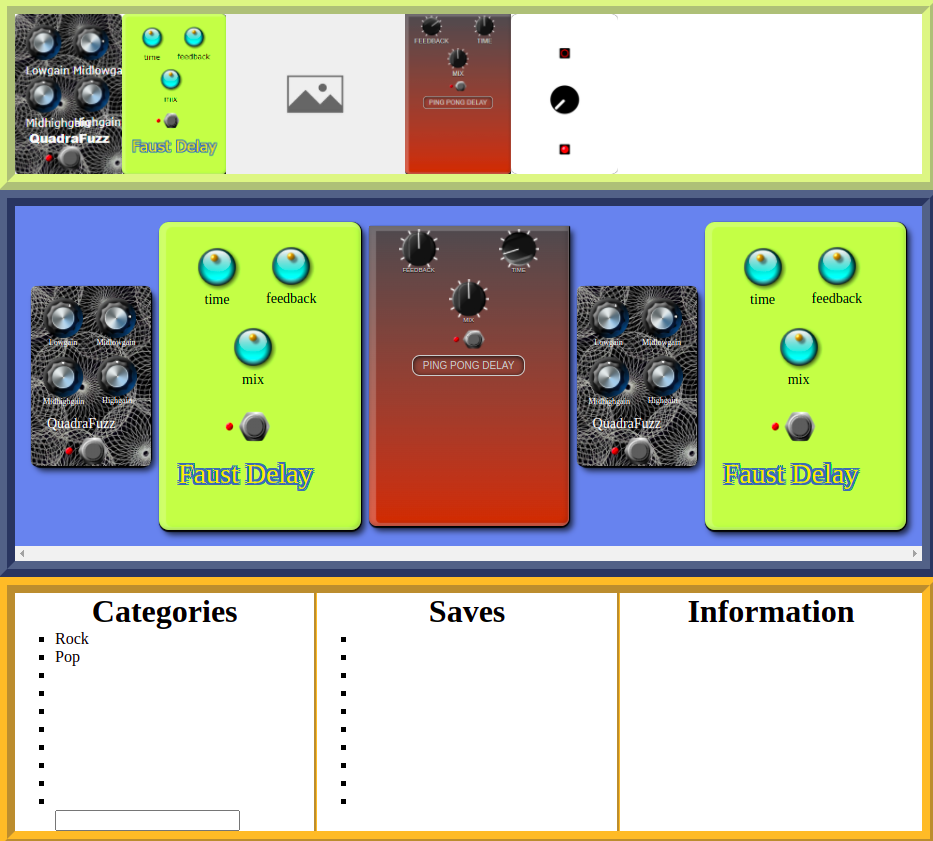 Lowgain Midlowga
Midhighgain Highgain
QuadraFuzz
time feedback
mix
Faust Delay
FEEDBACK TIME
MIX
PING PONG DELAY
Lowgain Midlowgain
Midhighgain Highgain
QuadraFuzz
time feedback
mix
Faust Delay
FEEDBACK TIME
MIX
PING PONG DELAY
Lowgain Midlowgain
Midhighgain Highgain
QuadraFuzz
time feedback
mix
Faust Delay
Categories
Rock
Pop
Saves
Information